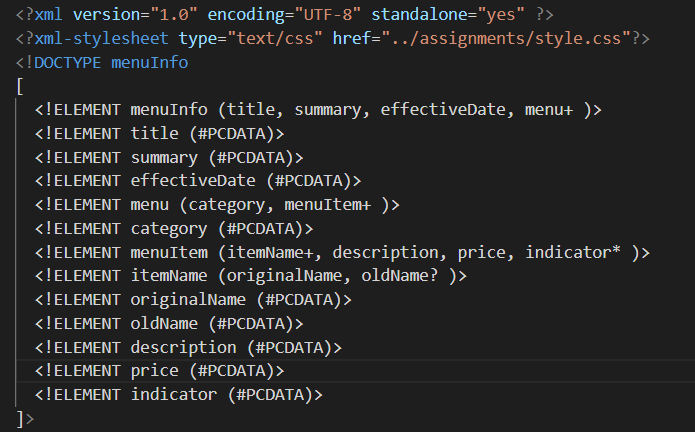 <?xml version="1.0" encoding="UTF-8" standalone="yes" ?>
<?xml-stylesheet type="text/css" href="../assignments/style.css"?>
<!DOCTYPE menuInfo
[
<!ELEMENT menuInfo (title, summary, effectiveDate, menu+ )>
<!ELEMENT title (#PCDATA)>
<!ELEMENT summary (#PCDATA)>
<!ELEMENT effectiveDate (#PCDATA)>
<!ELEMENT menu (category, menuItem+ )>
<!ELEMENT category (#PCDATA)>
<!ELEMENT menuItem (itemName+, description, price, indicator* )>
<!ELEMENT itemName (originalName, oldName? )>
<!ELEMENT originalName (#PCDATA)>
<!ELEMENT oldName (#PCDATA)>
<!ELEMENT description (#PCDATA)>
<!ELEMENT price (#PCDATA)>
<!ELEMENT indicator (#PCDATA)>
]>